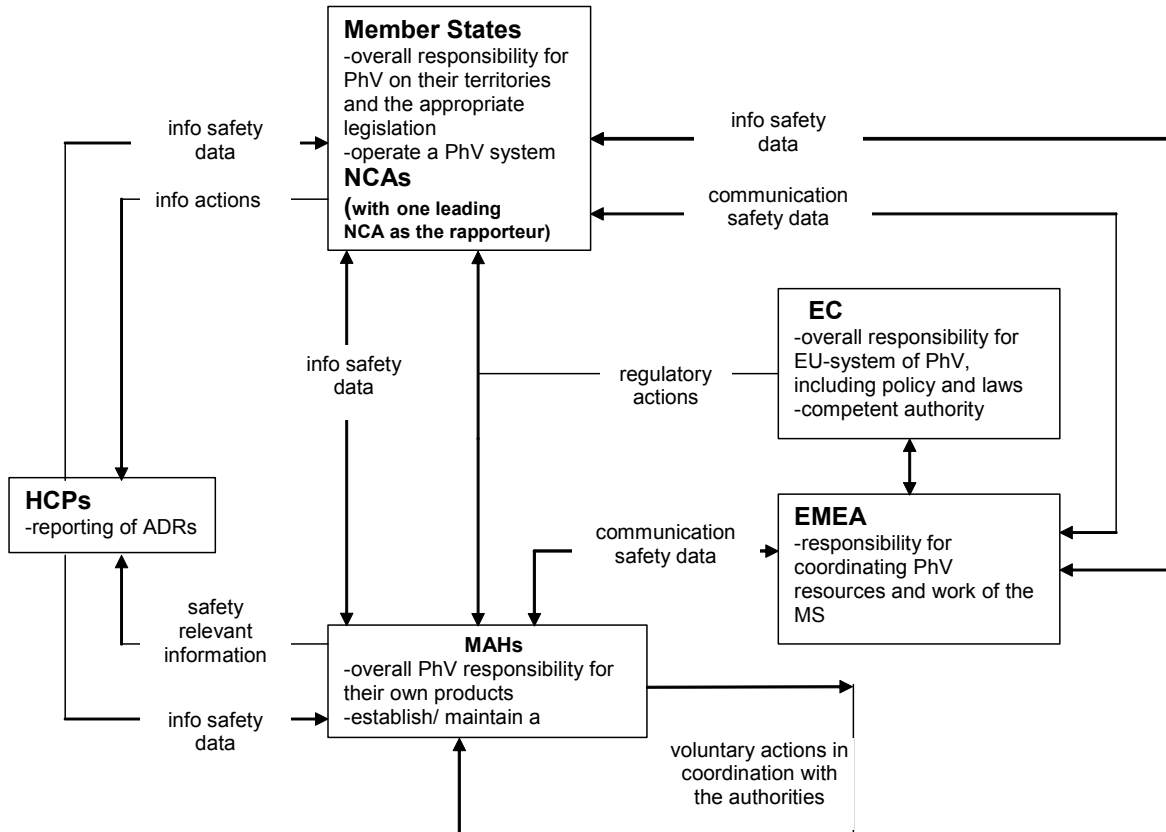 Member States
-overall responsibility for
PhV on their territories
and the appropriate
legislation
-operate a PhV system
NCAs
(with one leading
NCA as the rapporteur)
info safety
data
info actions
info safety
data
communication
safety data
EC
-overall responsibility for
EU-system of PhV,
including policy and laws
-competent authority
info safety
data
regulatory
actions
HCPs
-reporting of ADRs
EMEA
-responsibility for
coordinating PhV
resources and work of the
MS
communication
safety data
safety
relevant
information
MAHs
-overall PhV responsibility for
their own products
-establish/ maintain a
info safety
data
voluntary actions in
coordination with
the authorities